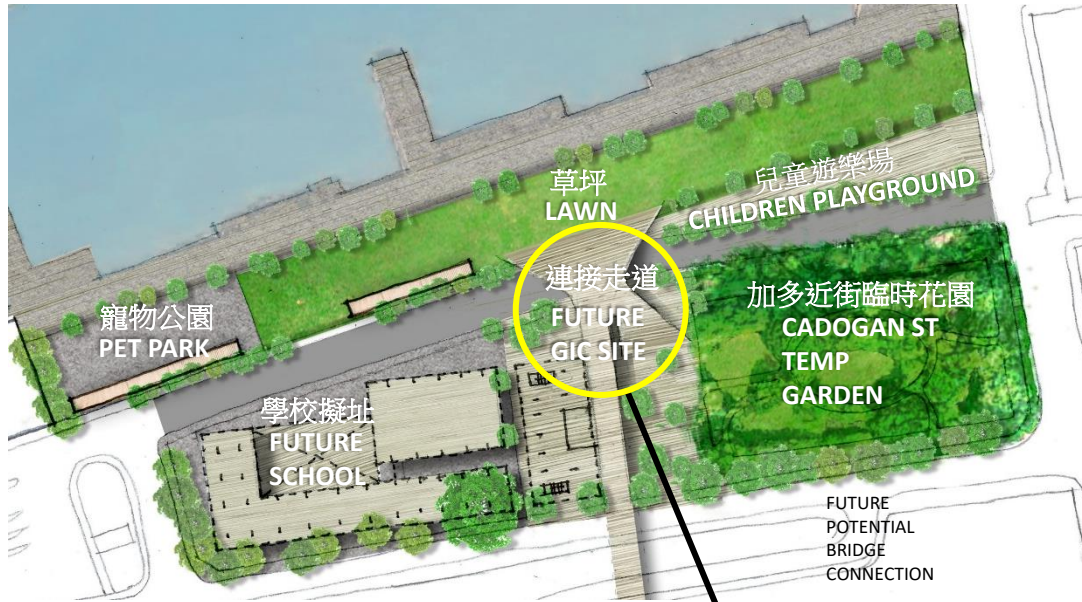 草坪
LAWN
兒童遊樂場
CHILDREN PLAYGROUND
連接走道
FUTURE
GIC SITE
加多近街臨時花園
CADOGAN ST
TEMP
GARDEN
寵物公園
PET PARK
學校擬址
FUTURE
SCHOOL
FUTURE
POTENTIAL
BRIDGE
CONNECTION